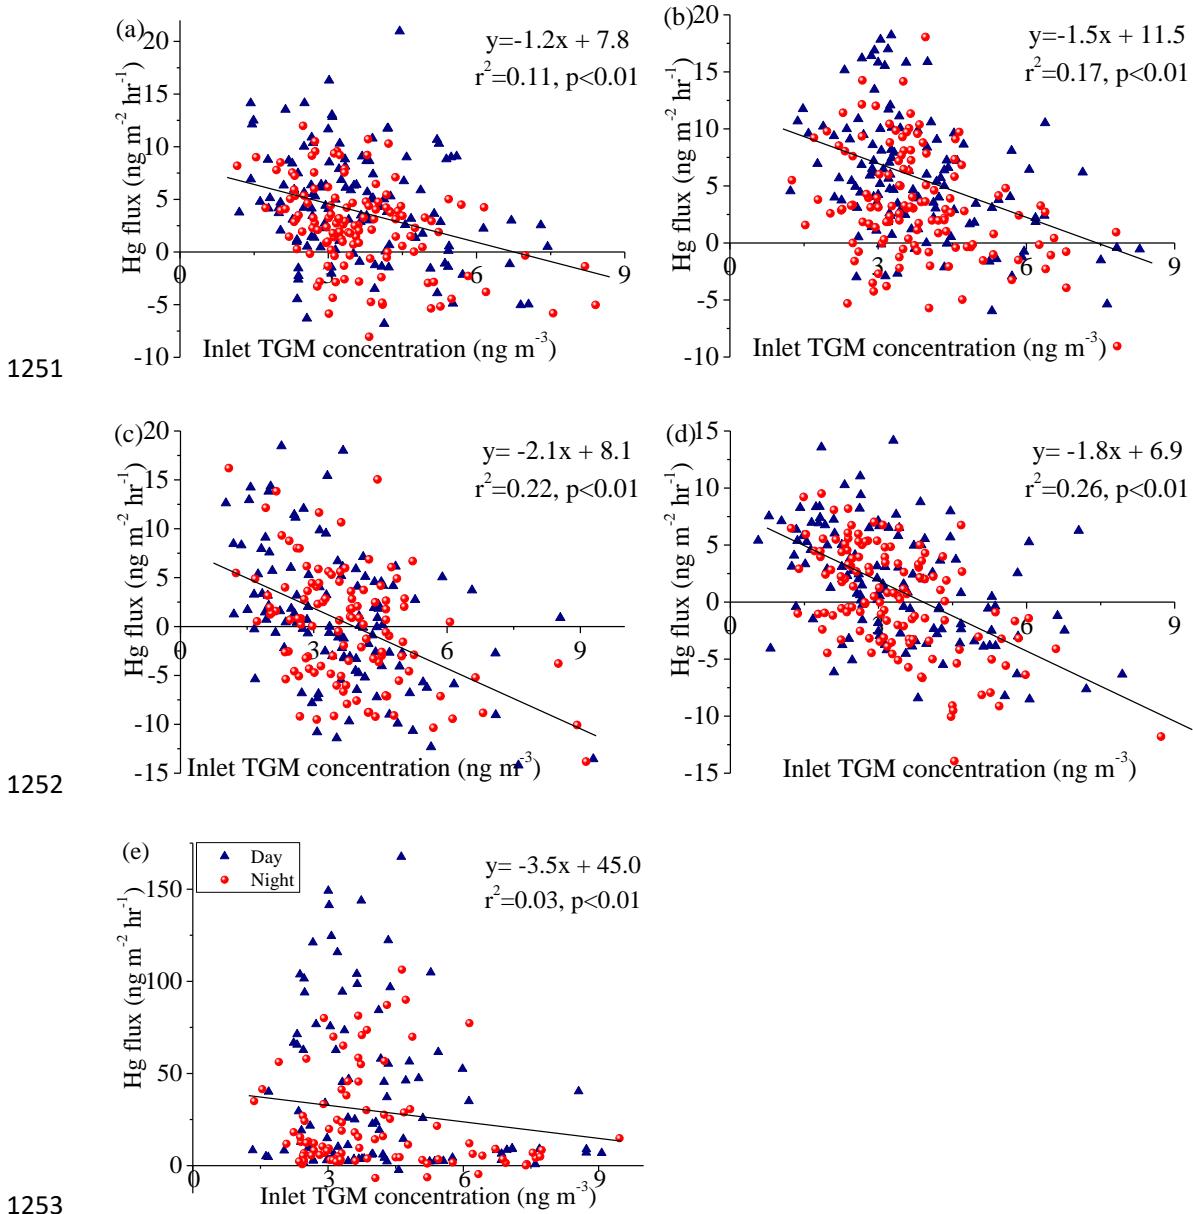 (a)
y=-1.2x + 7.8
r²=0.11, p<0.01
Hg flux (ng m⁻² hr⁻¹)
20
15
10
5
0
-5
-10
0 3 6 9
Inlet TGM concentration (ng m⁻³)
(b)
y=-1.5x + 11.5
r²=0.17, p<0.01
Hg flux (ng m⁻² hr⁻¹)
20
15
10
5
0
-5
-10
0 3 6 9
Inlet TGM concentration (ng m⁻³)
1251
(c)
y= -2.1x + 8.1
r²=0.22, p<0.01
Hg flux (ng m⁻² hr⁻¹)
20
15
10
5
0
-5
-10
-15
0 3 6 9
Inlet TGM concentration (ng m⁻³)
(d)
y= -1.8x + 6.9
r²=0.26, p<0.01
Hg flux (ng m⁻² hr⁻¹)
15
10
5
0
-5
-10
-15
0 3 6 9
Inlet TGM concentration (ng m⁻³)
1252
(e)
Day
Night
y= -3.5x + 45.0
r²=0.03, p<0.01
Hg flux (ng m⁻² hr⁻¹)
150
100
50
0
0 3 6 9
Inlet TGM concentration (ng m⁻³)
1253